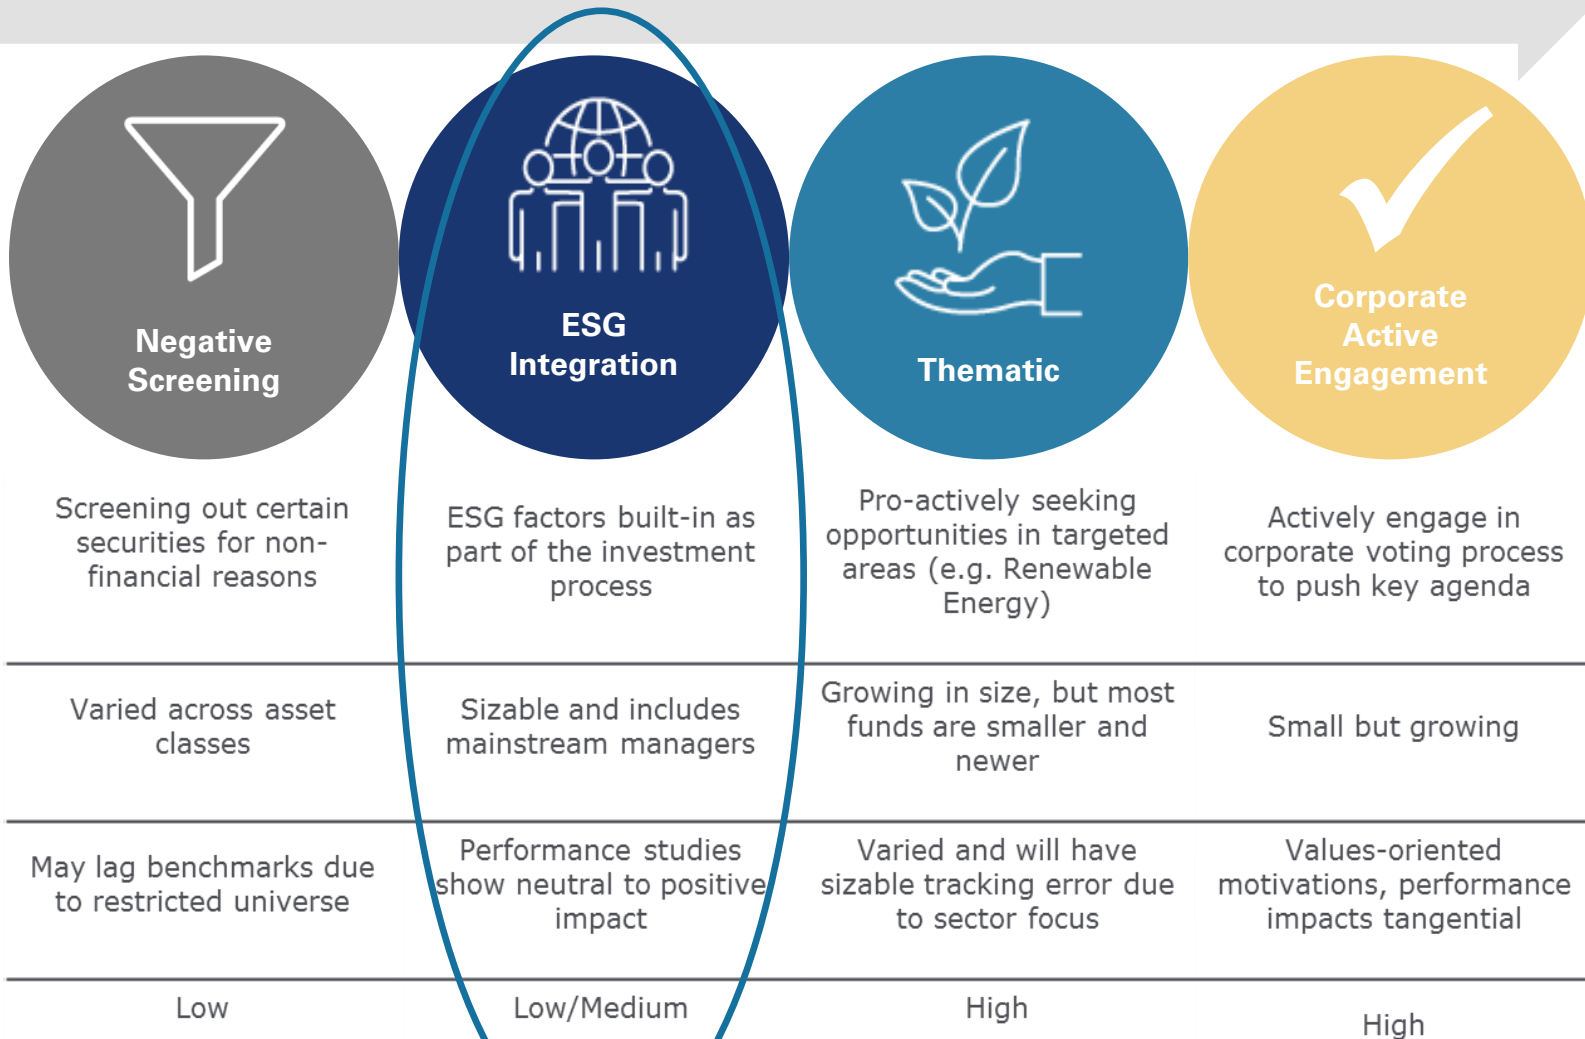 Negative
Screening
ESG
Integration
Thematic
Corporate
Active
Engagement
Screening out certain
securities for non-
financial reasons
ESG factors built-in as
part of the investment
process
Pro-actively seeking
opportunities in targeted
areas (e.g. Renewable
Energy)
Actively engage in
corporate voting process
to push key agenda
Varied across asset
classes
Sizable and includes
mainstream managers
Growing in size, but most
funds are smaller and
newer
Small but growing
May lag benchmarks due
to restricted universe
Performance studies
show neutral to positive
impact
Varied and will have
sizable tracking error due
to sector focus
Values-oriented
motivations, performance
impacts tangential
Low
Low/Medium
High
High